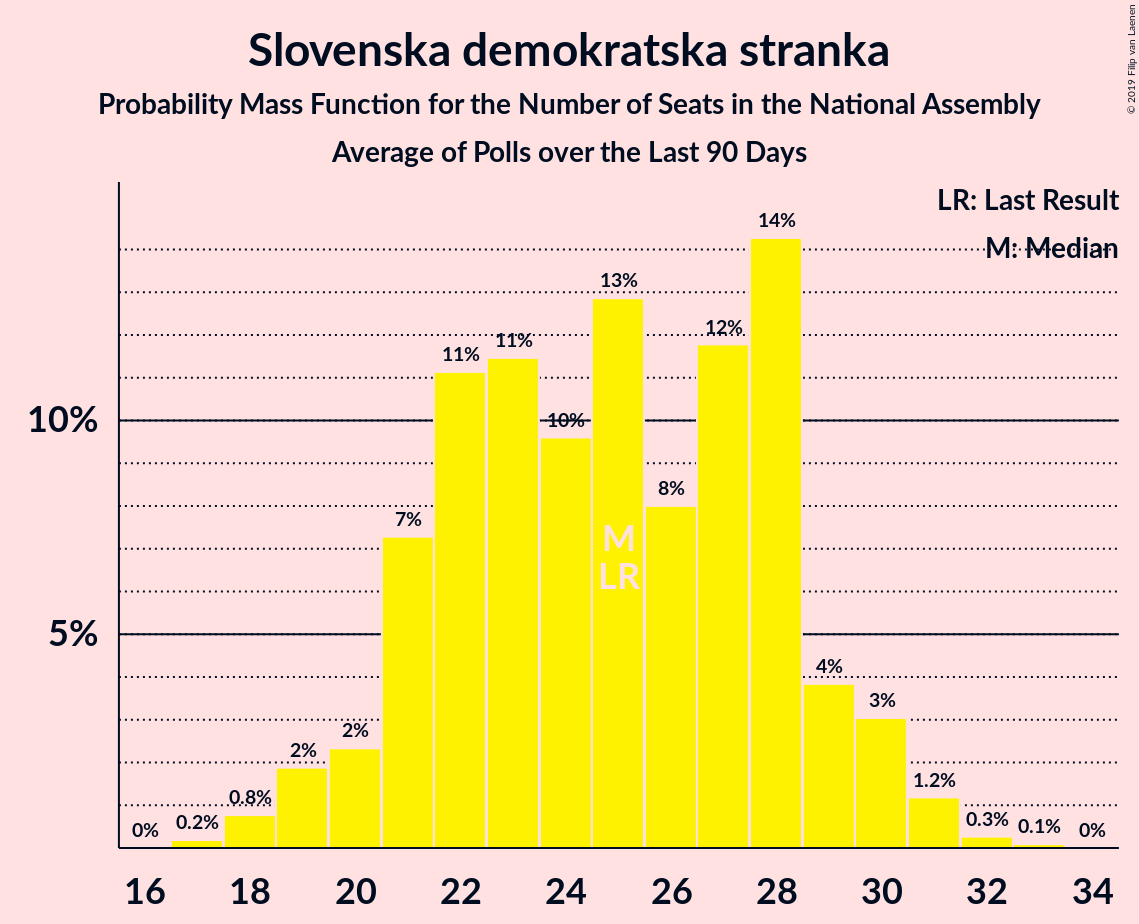 Slovenska demokratska stranka
Probability Mass Function for the Number of Seats in the National Assembly
Average of Polls over the Last 90 Days
© 2019 Filip van Laenen
LR: Last Result
M: Median
14%
13%
12%
11%
11%
10%
10%
8%
7%
M
LR
5%
4%
3%
2%
2%
1.2%
0.8%
0.3%
0.2%
0.1%
0%
0%
16 18 20 22 24 26 28 30 32 34